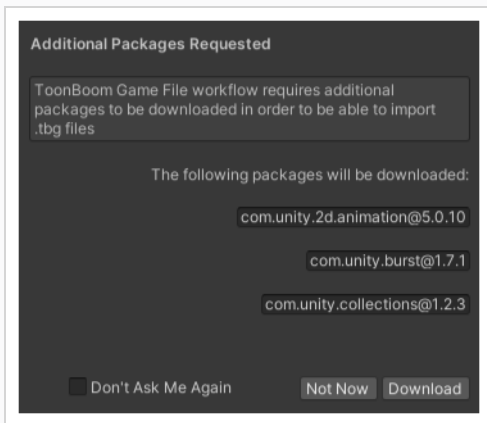 Additional Packages Requested
ToonBoom Game File workflow requires additional
packages to be downloaded in order to be able to import
.tbg files
The following packages will be downloaded:
com.unity.2d.animation@5.0.10
com.unity.burst@1.7.1
com.unity.collections@1.2.3
Don't Ask Me Again Not Now Download